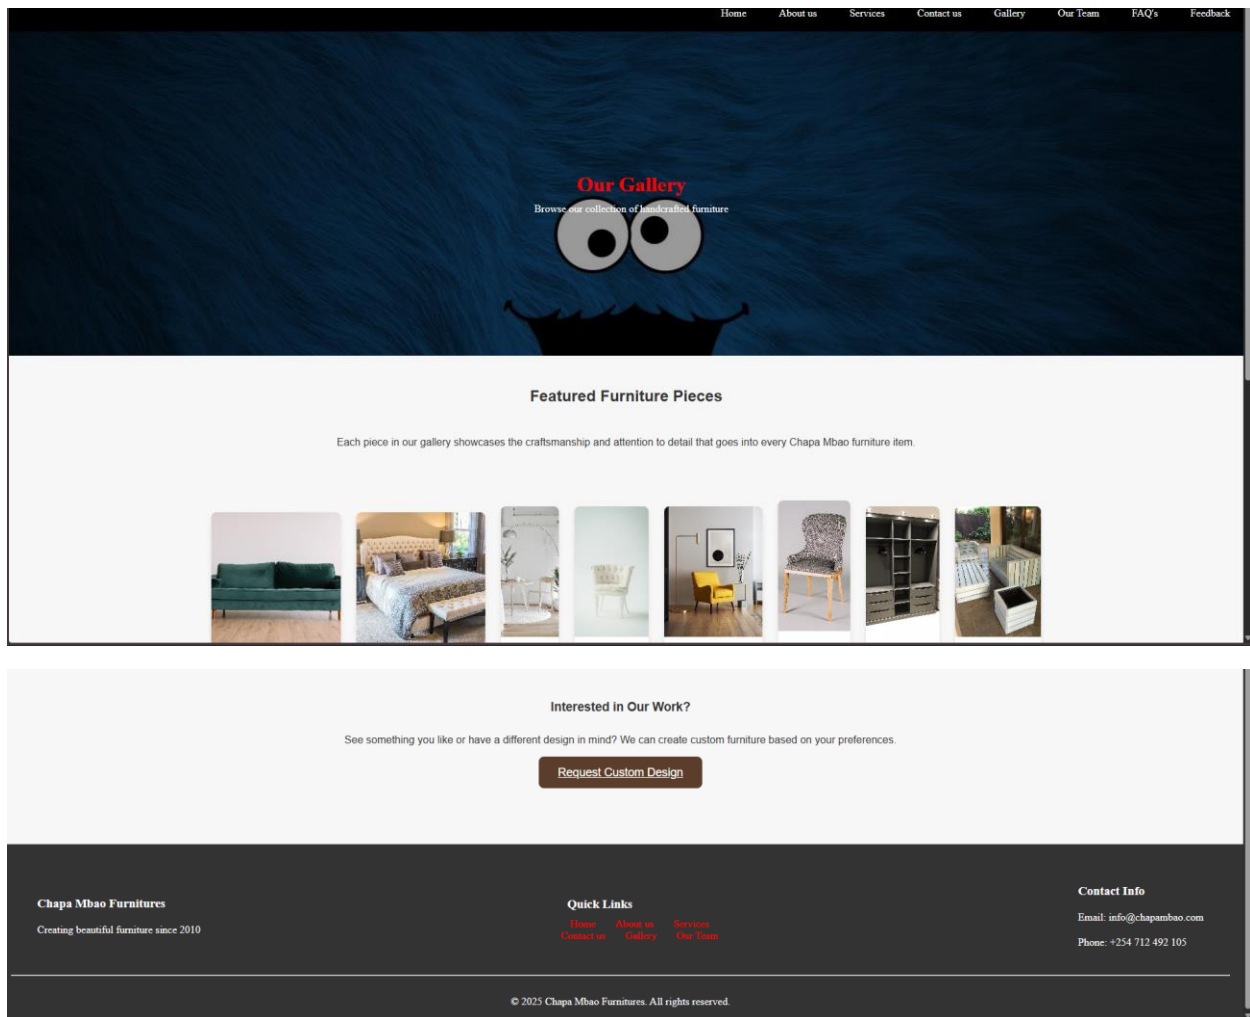 Home About us Services Contact us Gallery Our Team FAQ's Feedback
Our Gallery
Browse our collection of handcrafted furniture
Featured Furniture Pieces
Each piece in our gallery showcases the craftsmanship and attention to detail that goes into every Chapa Mbao furniture item.
Interested in Our Work?
See something you like or have a different design in mind? We can create custom furniture based on your preferences.
Request Custom Design
Chapa Mbao Furnitures
Creating beautiful furniture since 2010
Quick Links
Home About us Services
Contact us Gallery Our Team
Contact Info
Email: info@chapambao.com
Phone: +254 712 492 105
© 2025 Chapa Mbao Furnitures. All rights reserved.